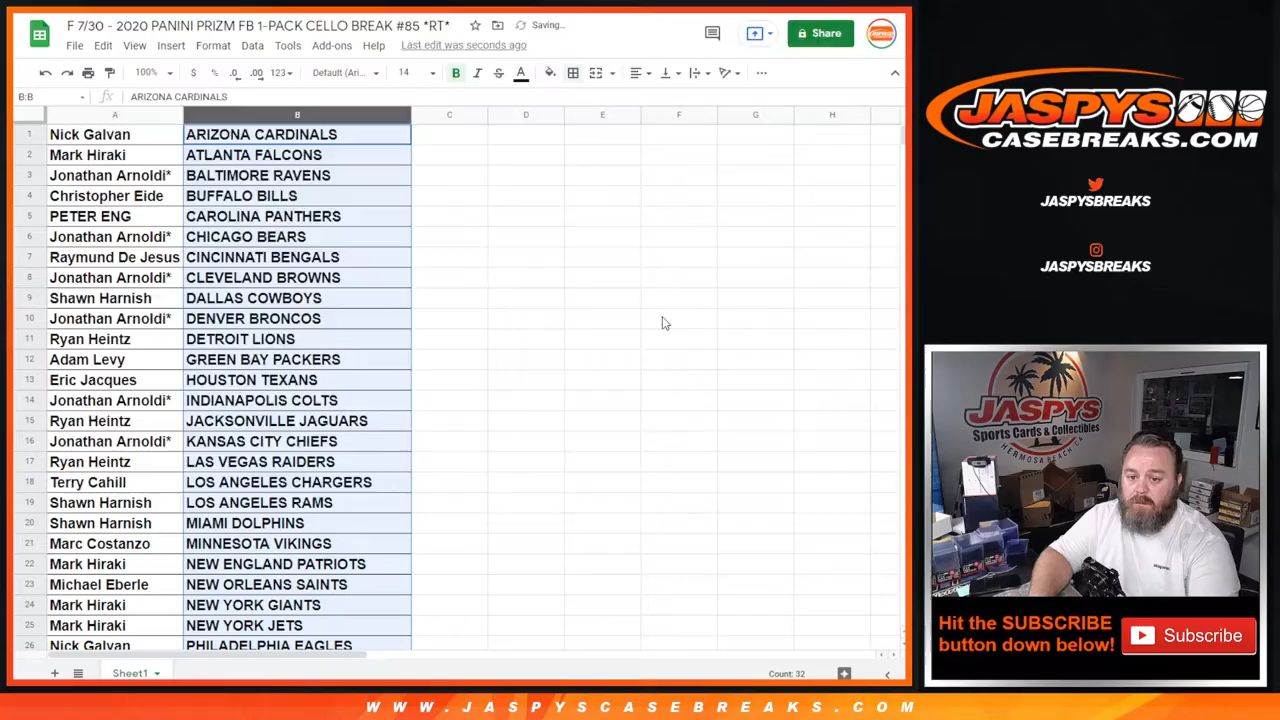 F 7/30 - 2020 PANINI PRIZM FB 1-PACK CELLO BREAK #85 *RT*
Saving...
File Edit View Insert Format Data Tools Add-ons Help Last edit was seconds ago
Share
100% $ % .0 .00 123 Default (Ari... 14 B I S A
B:B fx ARIZONA CARDINALS
A B C D E F G H
1 Nick Galvan ARIZONA CARDINALS
2 Mark Hiraki ATLANTA FALCONS
3 Jonathan Arnoldi* BALTIMORE RAVENS
4 Christopher Eide BUFFALO BILLS
5 PETER ENG CAROLINA PANTHERS
6 Jonathan Arnoldi* CHICAGO BEARS
7 Raymund De Jesus CINCINNATI BENGALS
8 Jonathan Arnoldi* CLEVELAND BROWNS
9 Shawn Harnish DALLAS COWBOYS
10 Jonathan Arnoldi* DENVER BRONCOS
11 Ryan Heintz DETROIT LIONS
12 Adam Levy GREEN BAY PACKERS
13 Eric Jacques HOUSTON TEXANS
14 Jonathan Arnoldi* INDIANAPOLIS COLTS
15 Ryan Heintz JACKSONVILLE JAGUARS
16 Jonathan Arnoldi* KANSAS CITY CHIEFS
17 Ryan Heintz LAS VEGAS RAIDERS
18 Terry Cahill LOS ANGELES CHARGERS
19 Shawn Harnish LOS ANGELES RAMS
20 Shawn Harnish MIAMI DOLPHINS
21 Marc Costanzo MINNESOTA VIKINGS
22 Mark Hiraki NEW ENGLAND PATRIOTS
23 Michael Eberle NEW ORLEANS SAINTS
24 Mark Hiraki NEW YORK GIANTS
25 Mark Hiraki NEW YORK JETS
26 Nick Galvan PHILADELPHIA EAGLES
Sheet1
Count: 32
JASPYS
CASEBREAKS.COM
JASPYSBREAKS
JASPYSBREAKS
JASPYS
Sports Cards & Collectibles
HERMOSA BEACH CA
Hit the SUBSCRIBE
button down below!
Subscribe
WWW.JASPYSCASEBREAKS.COM